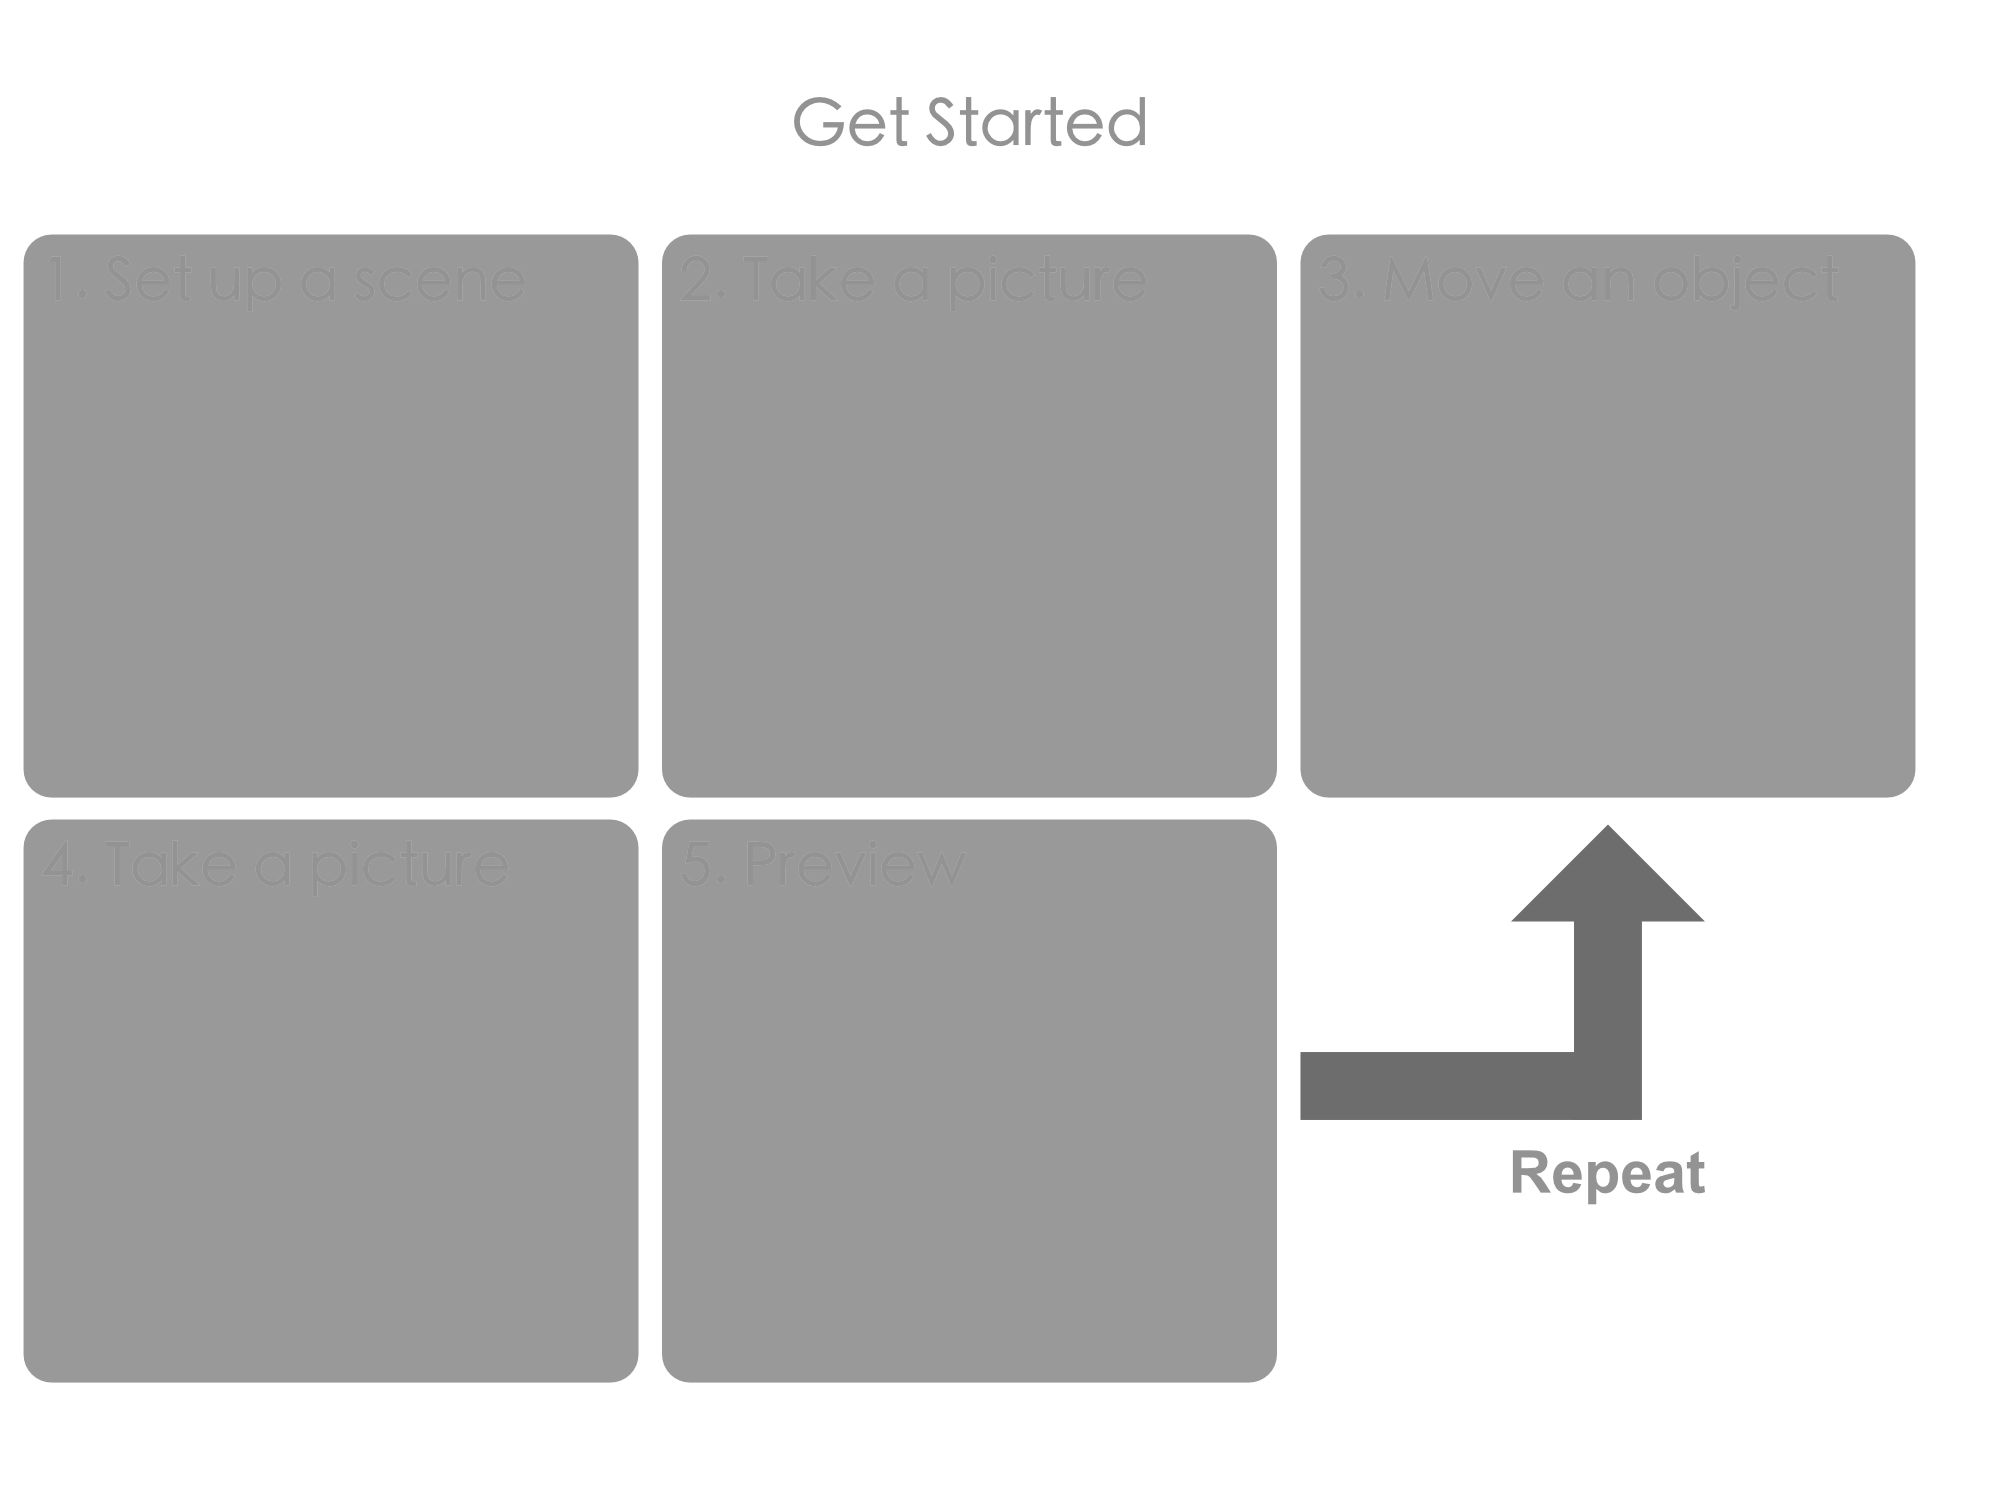 Get Started
1. Set up a scene
2. Take a picture
3. Move an object
4. Take a picture
5. Preview
Repeat